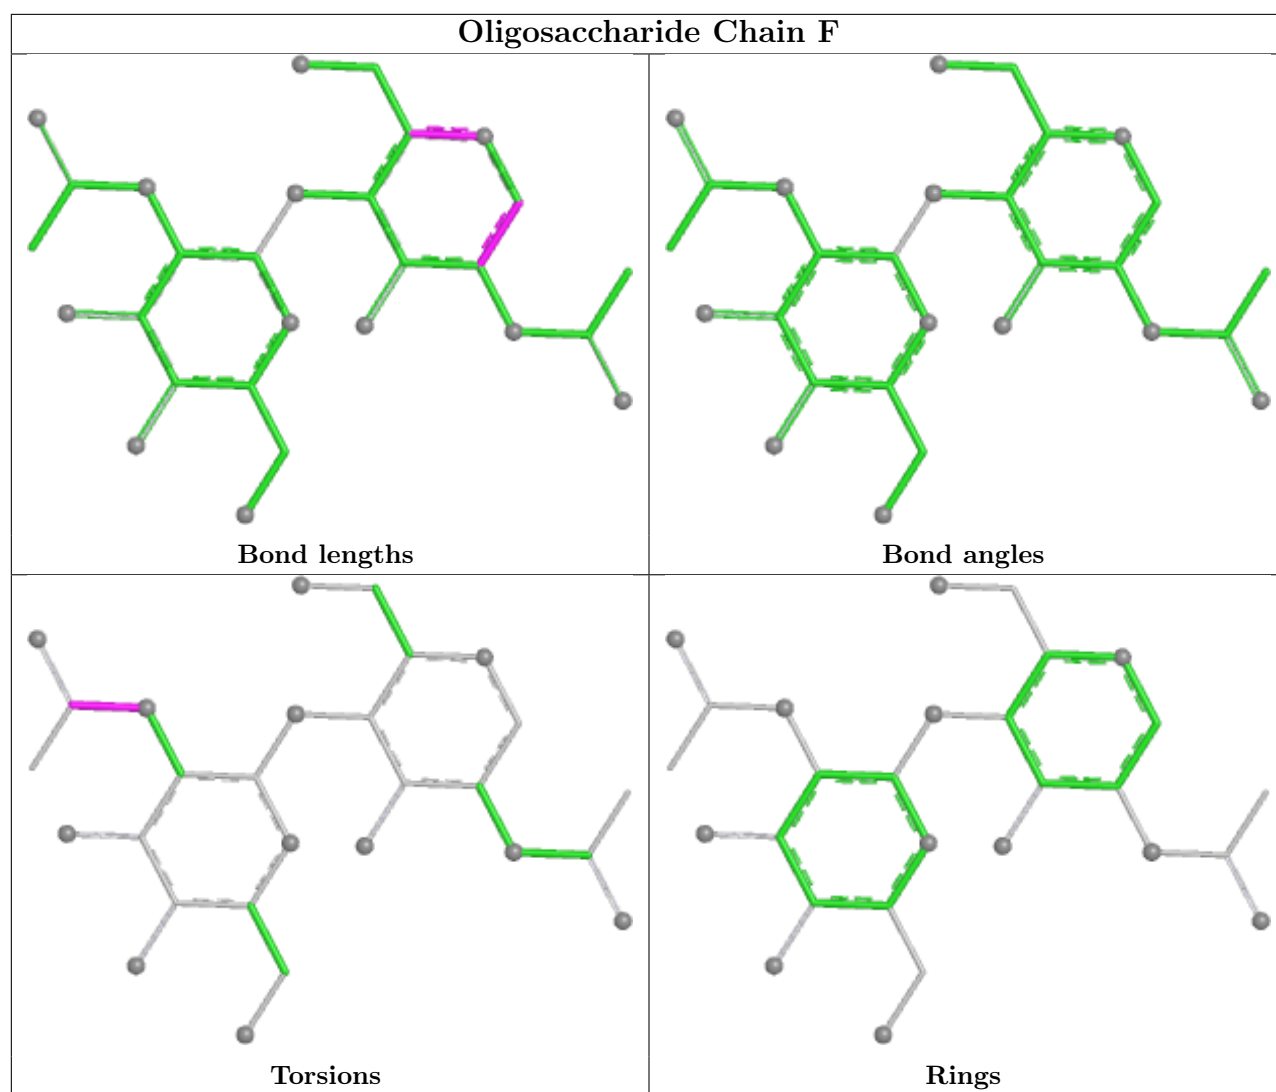 Oligosaccharide Chain F
Bond lengths
Bond angles
Torsions
Rings